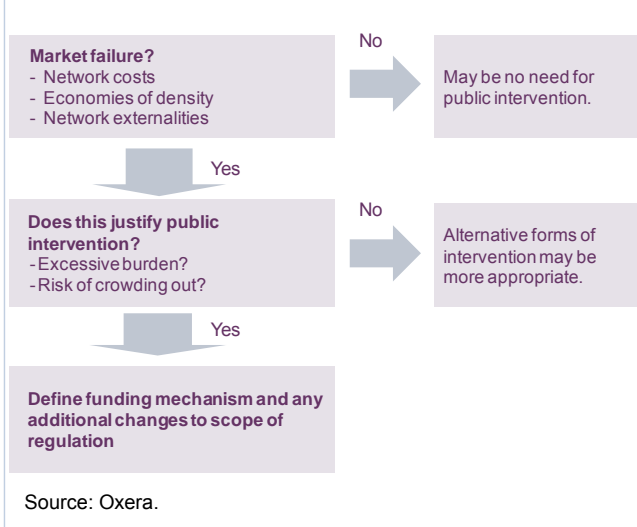 Market failure?
- Network costs
- Economies of density
- Network externalities
No
May be no need for
public intervention.
Yes
Does this justify public
intervention?
- Excessive burden?
- Risk of crowding out?
No
Alternative forms of
intervention may be
more appropriate.
Yes
Define funding mechanism and any
additional changes to scope of
regulation
Source: Oxera.